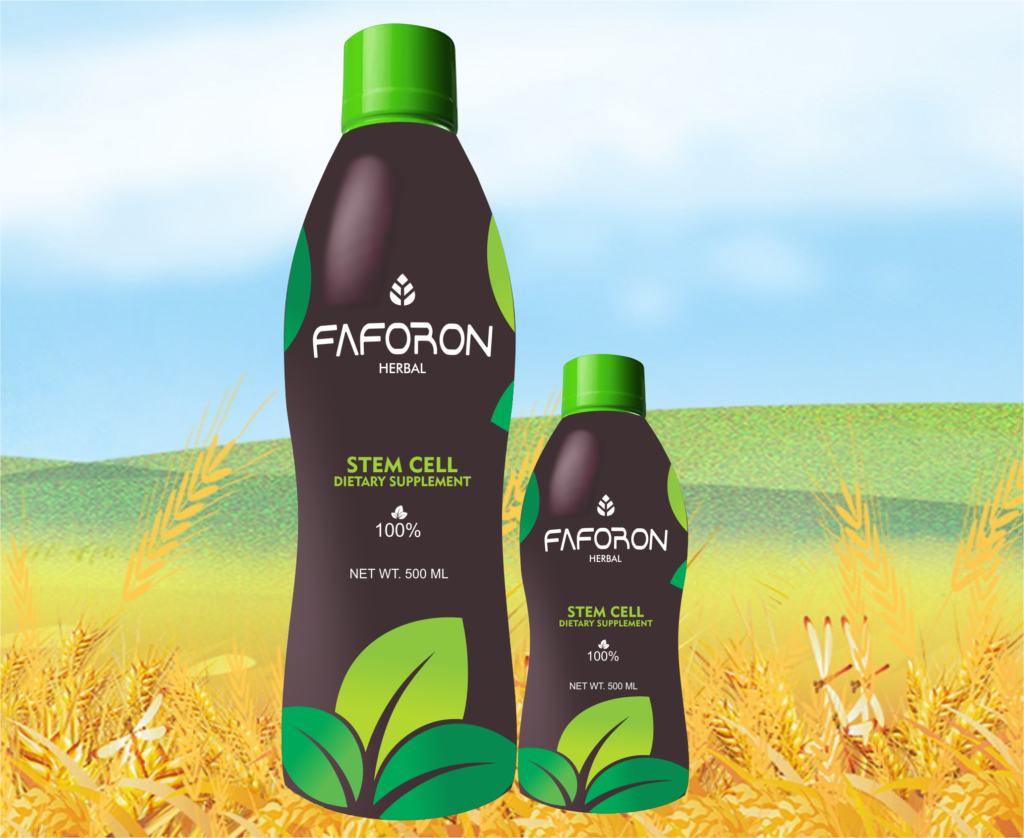 FAFORON
HERBAL
STEM CELL
DIETARY SUPPLEMENT
100%
NET WT. 500 ML
FAFORON
HERBAL
STEM CELL
DIETARY SUPPLEMENT
100%
NET WT. 500 ML